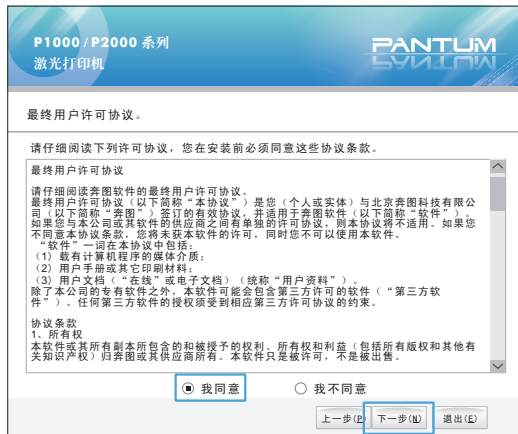 P1000/P2000 系列
激光打印机
PANTUM
最终用户许可协议。
请仔细阅读下列许可协议，您在安装前必须同意这些协议条款。
最终用户许可协议
请仔细阅读奔图软件的最终用户许可协议。
最终用户许可协议（以下简称“本协议”）是您（个人或实体）与北京奔图科技有限公
司（以下简称“奔图”）签订的有效协议，并适用于奔图软件（以下简称“软件”）。
如果您与本公司或其软件的供应商之间有单独的许可协议，则本协议将不适用。如果您
不同意本协议条款，您将未获本软件的许可，同时您不可以使用本软件。
“软件”一词在本协议中包括：
(1) 载有计算机程序的媒体介质；
(2) 用户手册或其它印刷材料；
(3) 用户文档（“在线”或电子文档）（统称“用户资料”）。
除了本公司的专有软件之外，本软件可能会包含第三方许可的软件（“第三方软
件”）。任何第三方软件的授权须受到相应第三方许可协议的约束。
协议条款
1、所有权
本软件或其所有副本所包含的和被授予的权利、所有权和利益（包括所有版权和其他有
关知识产权）归奔图或其供应商所有。本软件只是被许可，不是被出售。
我同意 我不同意
上一步(P 下一步(N) 退出(E)